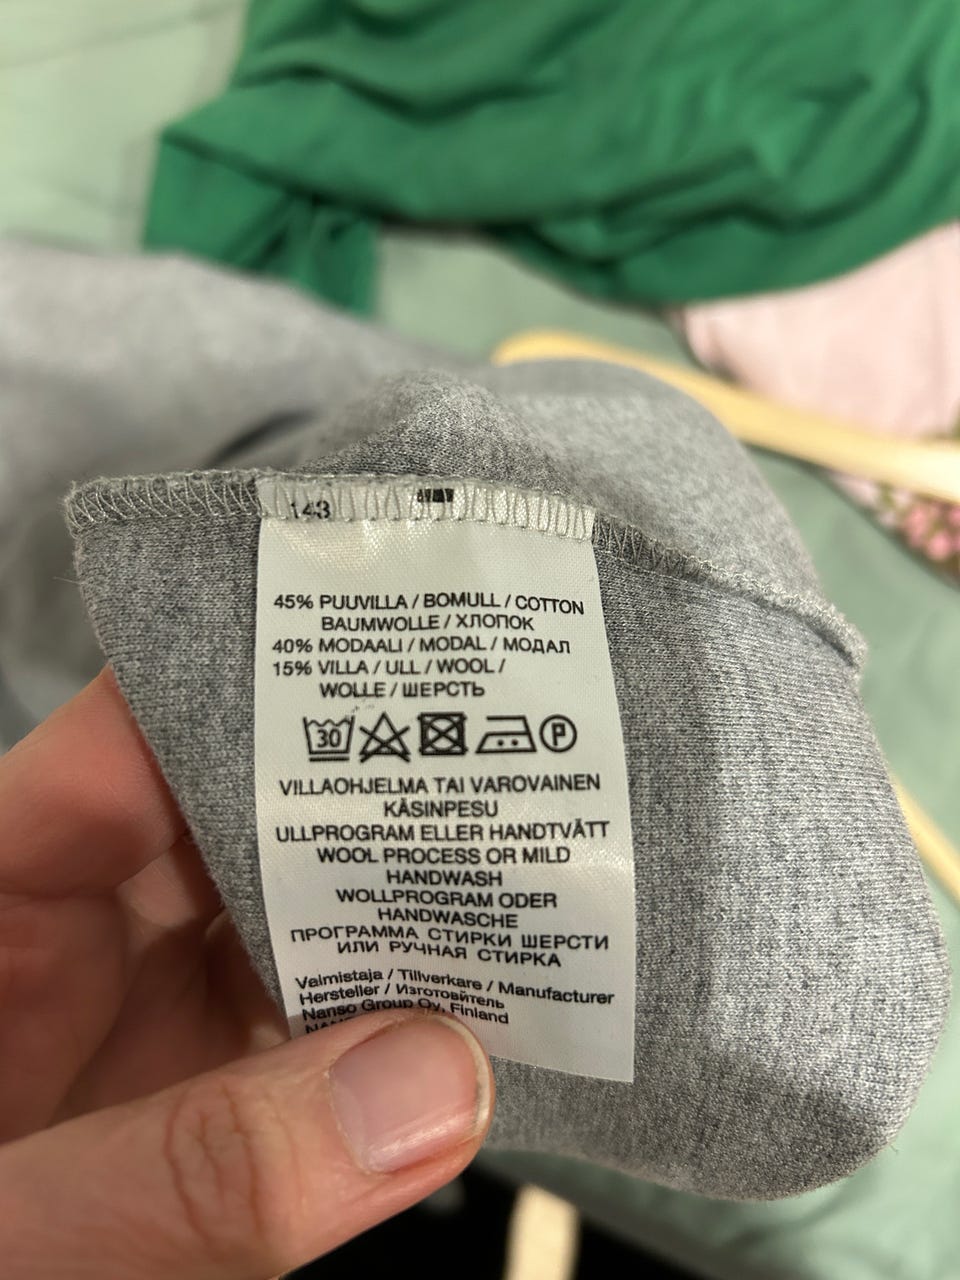 143
45% PUUVILLA / BOMULL / COTTON
BAUMWOLLE / ХЛОПОК
40% MODAALI / MODAL / МОДАЛ
15% VILLA / ULL / WOOL /
WOLLE / ШЕРСТЬ
30 P
VILLAOHJELMA TAI VAROVAINEN
KÄSINPESU
ULLPROGRAM ELLER HANDTVÄTT
WOOL PROCESS OR MILD
HANDWASH
WOLLPROGRAM ODER
HANDWASCHE
ПРОГРАММА СТИРКИ ШЕРСТИ
ИЛИ РУЧНАЯ СТИРКА
Valmistaja / Tillverkare / Manufacturer
Hersteller / Изготовитель
Nanso Group Oy, Finland